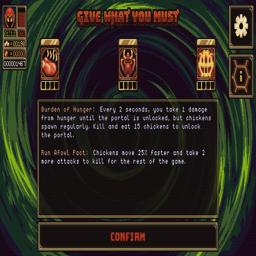 GIVE WHAT YOU MUST
Burden of Hunger: Every 2 seconds, you take 1 damage
from hunger until the portal is unlocked, but chickens
spawn regularly. Kill and eat 15 chickens to unlock
the portal.
Run Afowl Poot: Chickens move 25% faster and take 2
more attacks to kill for the rest of the game.
CONFIRM